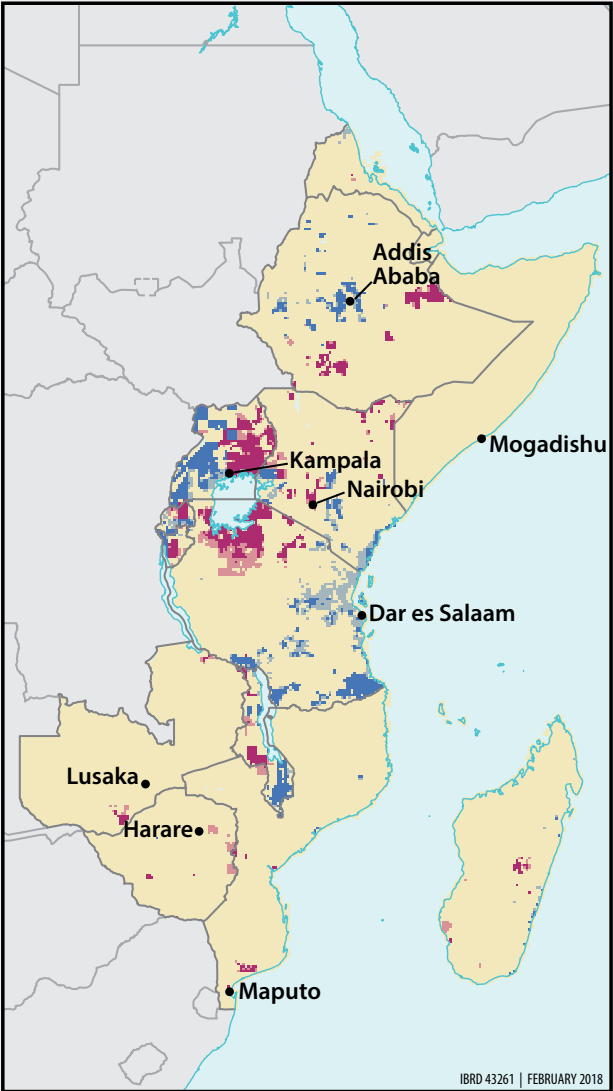 Addis
Ababa
Mogadishu
Kampala
Nairobi
Dar es Salaam
Lusaka
Harare
Maputo
IBRD 43261 | FEBRUARY 2018